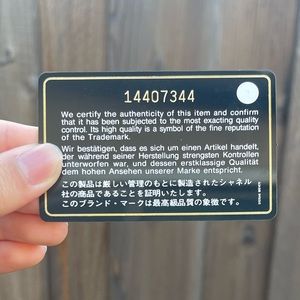 14407344
We certify the authenticity of this item and confirm
that it has been subjected to the most exacting quality
control. Its high quality is a symbol of the fine reputation
of the Trademark.
Wir bestätigen, dass es sich um einen Artikel handelt,
der während seiner Herstellung strengsten Kontrollen
unterworfen war, und dessen erstklassige Qualität
dem hohen Ansehen unserer Marke entspricht.
この製品は厳しい管理のもとに製造されたシャネル
社の商品であることを証明いたします。
このブランド・マークは最高級品質の象徴です。